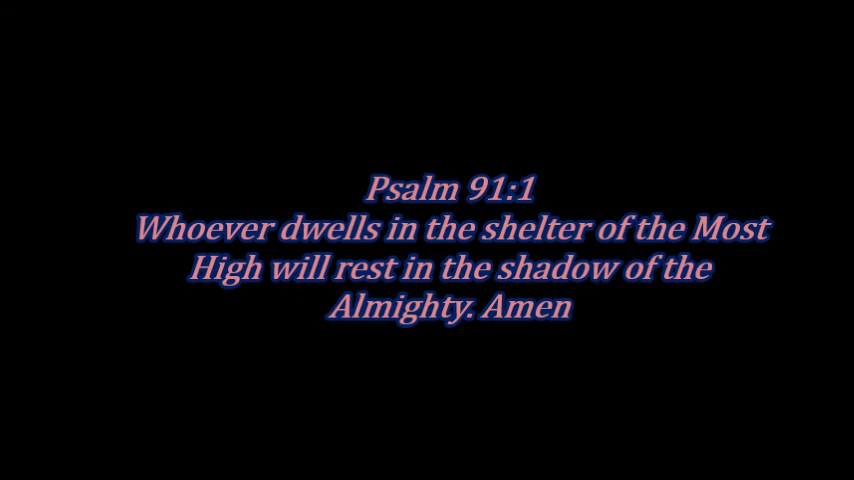 Psalm 91:1
Whoever dwells in the shelter of the Most
High will rest in the shadow of the
Almighty. Amen